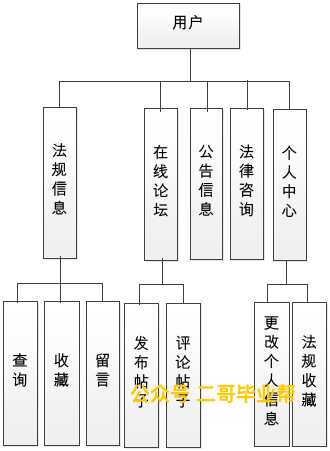 用户
法规信息
在线论坛
公告信息
法律咨询
个人中心
查询
收藏
留言
发布帖子
评论帖子
更改个人信息
法规收藏
公众号 二哥毕业帮